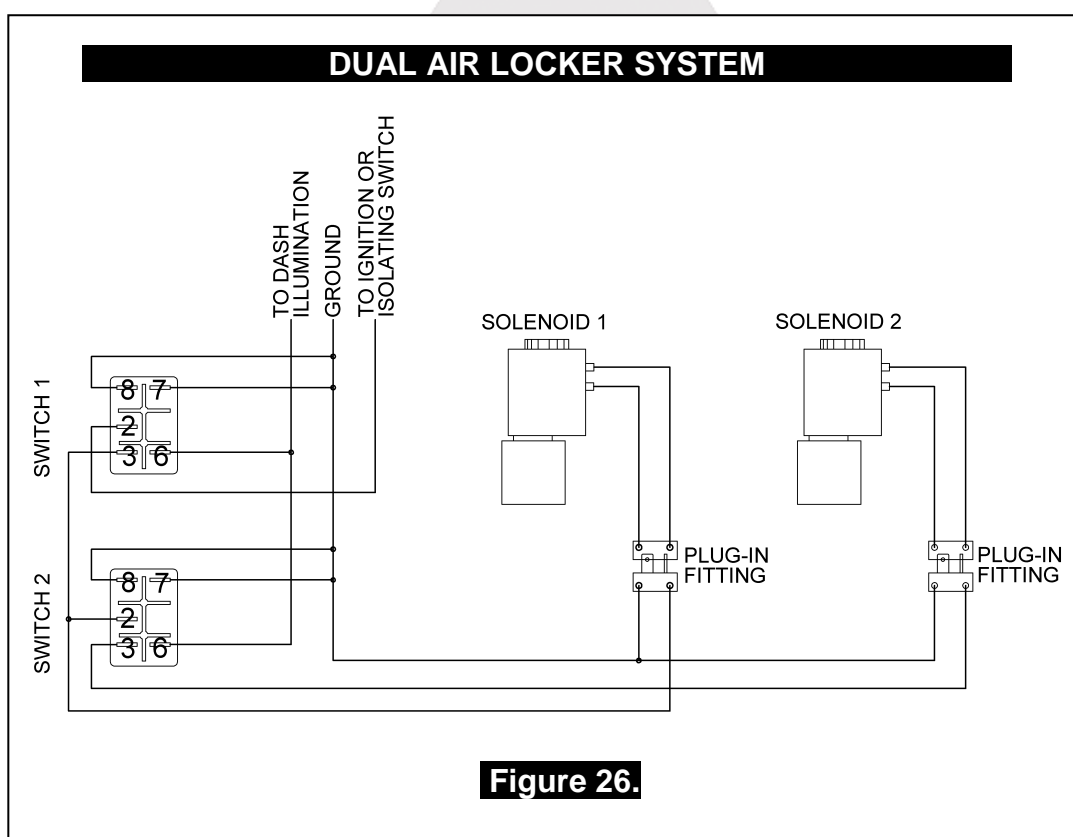 DUAL AIR LOCKER SYSTEM
TO DASH
ILLUMINATION
GROUND
TO IGNITION OR
ISOLATING SWITCH
SOLENOID 1
SOLENOID 2
SWITCH 1
8 7
2
3 6
SWITCH 2
8 7
2
3 6
PLUG-IN
FITTING
PLUG-IN
FITTING
Figure 26.